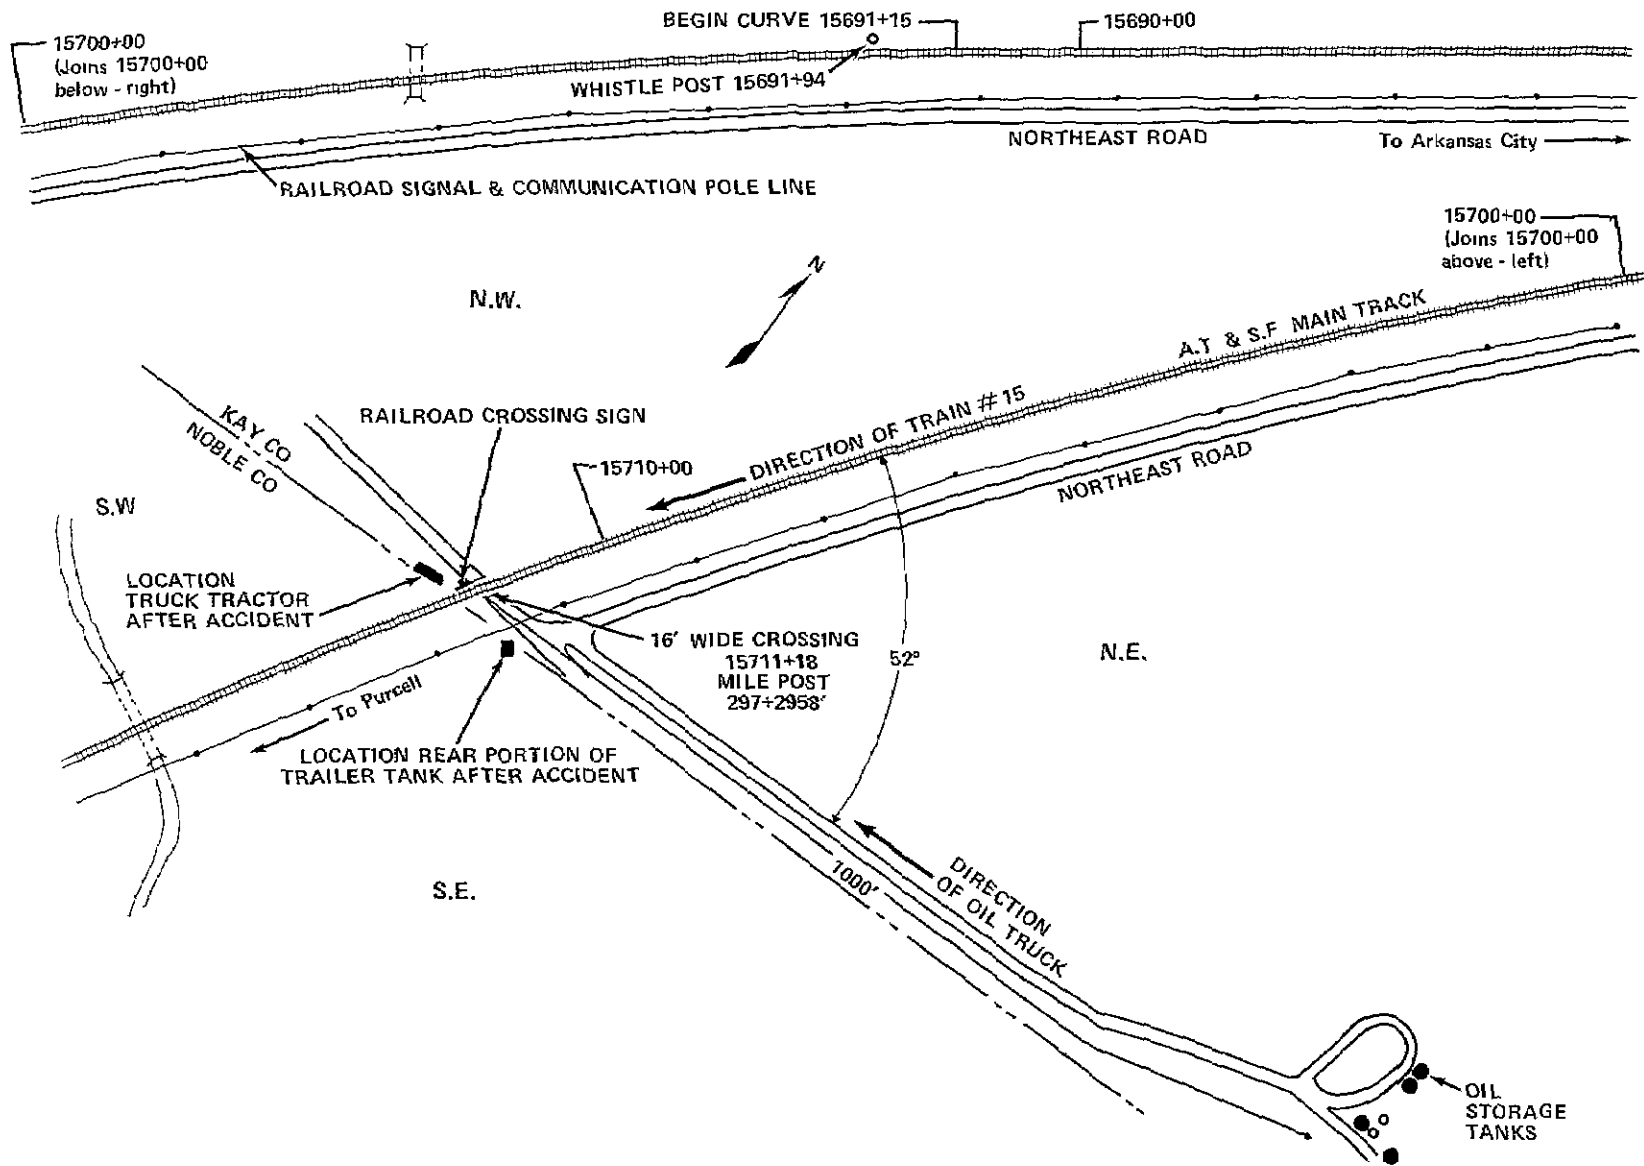 BEGIN CURVE 15691+15
15690+00
15700+00
(Joins 15700+00
below - right)
WHISTLE POST 15691+94
NORTHEAST ROAD
To Arkansas City
RAILROAD SIGNAL & COMMUNICATION POLE LINE
15700+00
(Joins 15700+00
above - left)
N
N.W.
A.T & S.F MAIN TRACK
DIRECTION OF TRAIN #15
RAILROAD CROSSING SIGN
KAY CO
NOBLE CO
15710+00
NORTHEAST ROAD
S.W
LOCATION
TRUCK TRACTOR
AFTER ACCIDENT
16' WIDE CROSSING
15711+18
MILE POST
297+2958'
52°
N.E.
To Purcell
LOCATION REAR PORTION OF
TRAILER TANK AFTER ACCIDENT
S.E.
1000'
DIRECTION
OF OIL TRUCK
OIL
STORAGE
TANKS